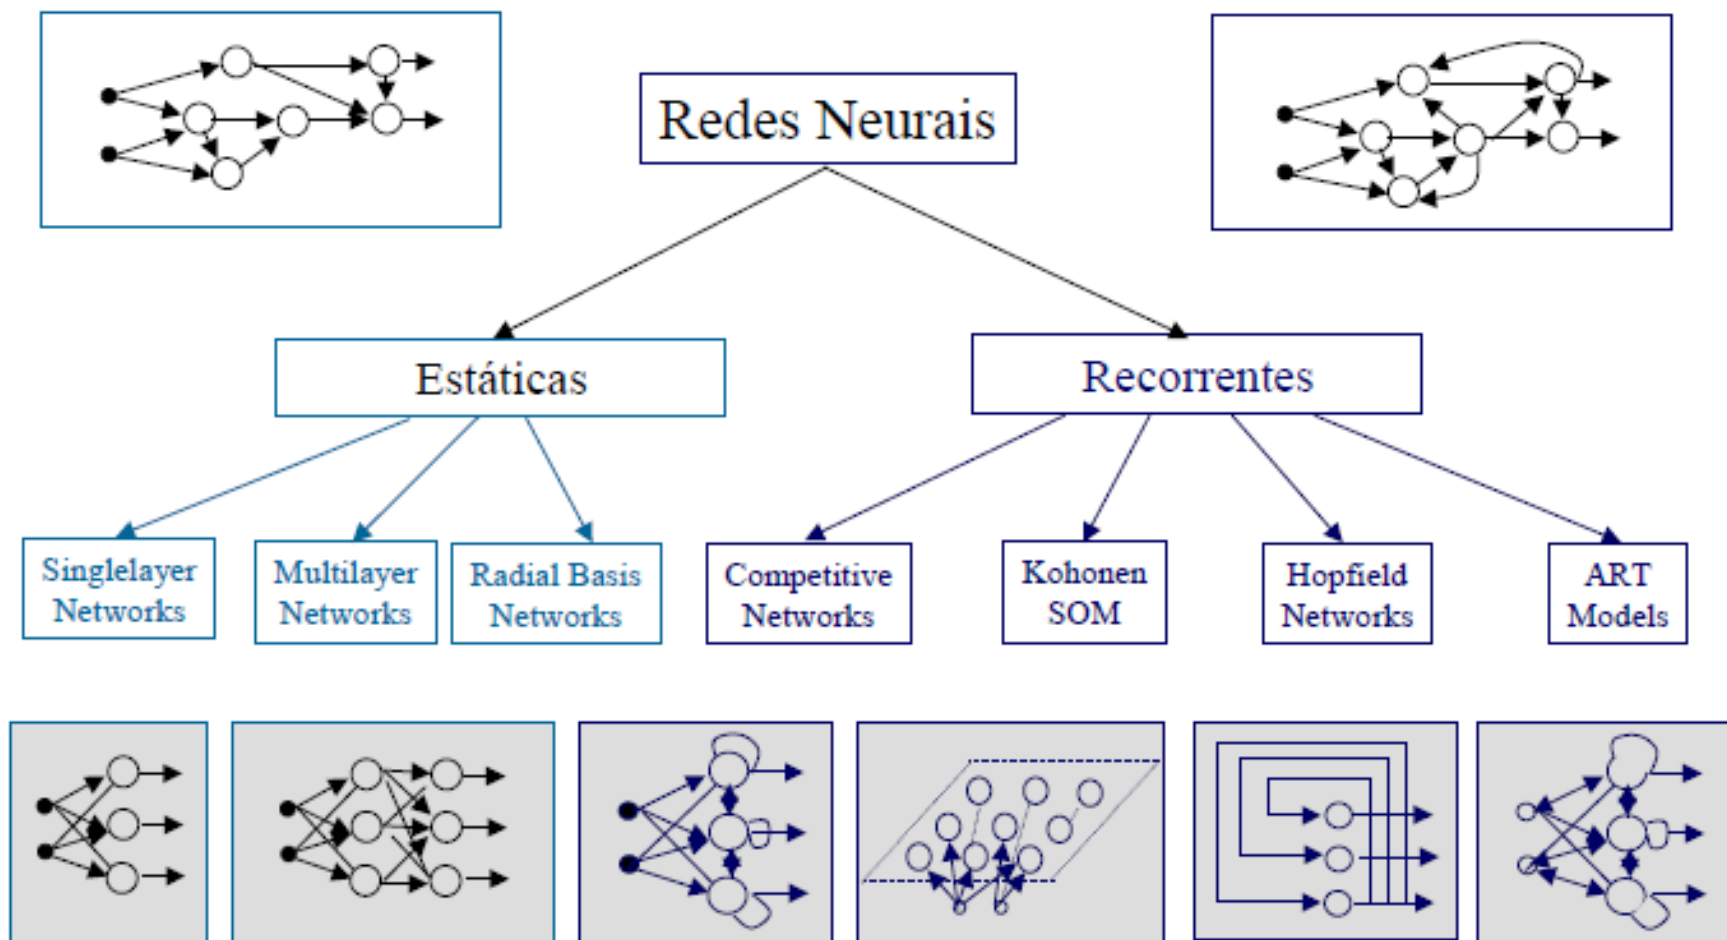 Redes Neurais
Estáticas
Recorrentes
Singlelayer
Networks
Multilayer
Networks
Radial Basis
Networks
Competitive
Networks
Kohonen
SOM
Hopfield
Networks
ART
Models